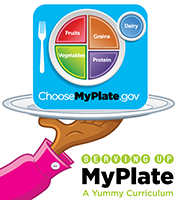 Fruits
Grains
Dairy
Vegetables
Protein
ChooseMyPlate.gov
SERVING UP
MyPlate
A Yummy Curriculum